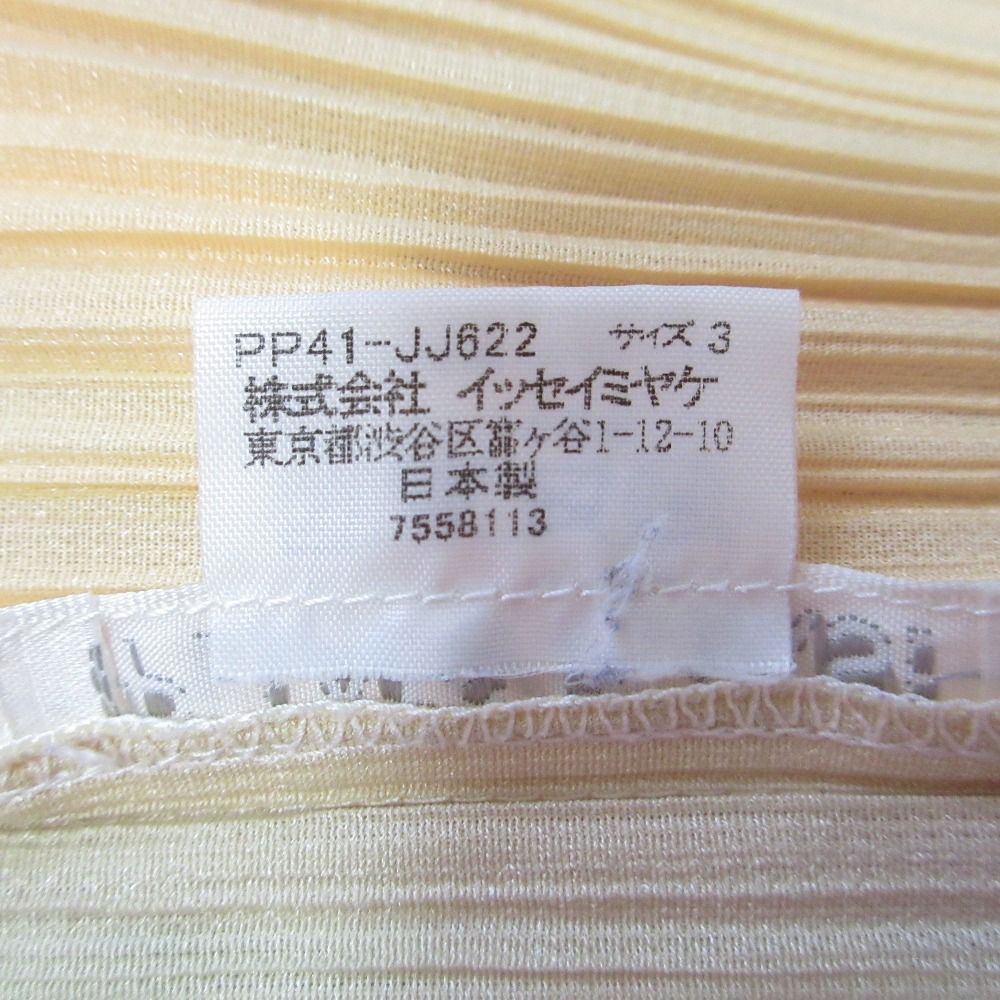 PP41-JJ622 サイズ 3
株式会社 イッセイミヤケ
東京都渋谷区富ヶ谷1-12-10
日本製
7558113